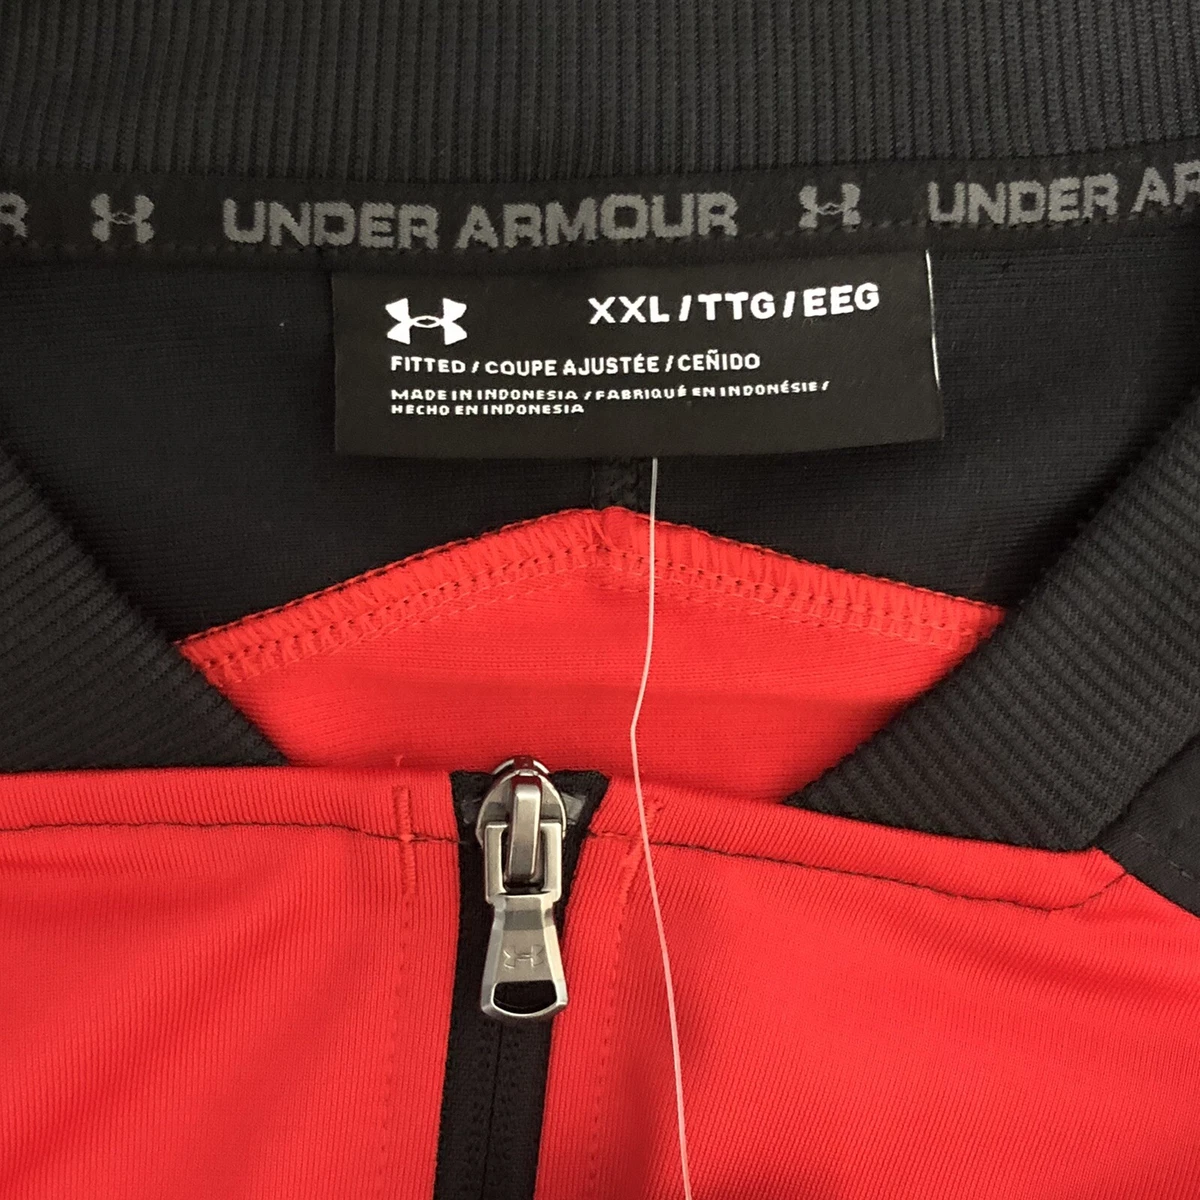 R UNDER ARMOUR UNDER AR
XXL/TTG/EEG
FITTED / COUPE AJUSTÉE / CEÑIDO
MADE IN INDONESIA / FABRIQUÉ EN INDONÉSIE /
HECHO EN INDONESIA